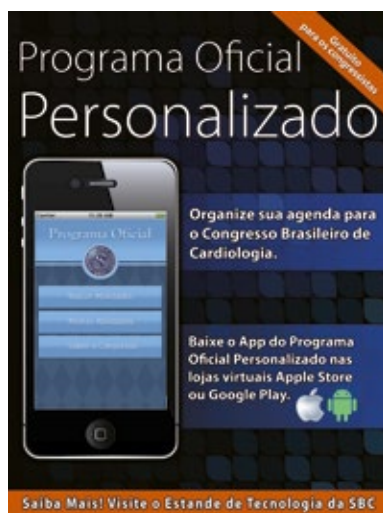 Gratuito
para os congressistas
Programa Oficial
Personalizado
Programa Oficial
Organize sua agenda para
o Congresso Brasileiro de
Cardiologia.
Baixe o App do Programa
Oficial Personalizado nas
lojas virtuais Apple Store
ou Google Play.
Saiba Mais! Visite o Estande de Tecnologia da SBC